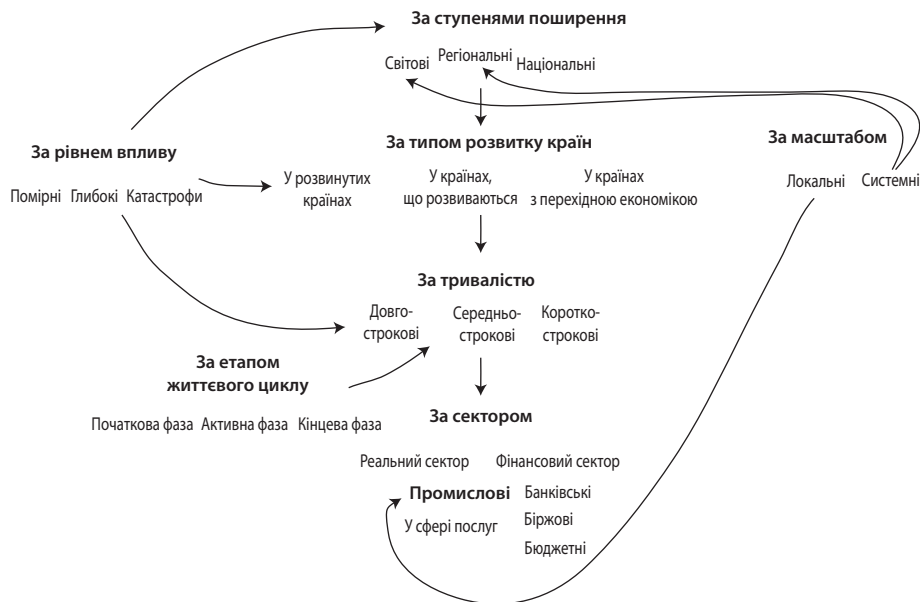 За ступенями поширення
Світові Регіональні Національні
За рівнем впливу
Помірні Глибокі Катастрофи
За типом розвитку країн
У розвинутих
країнах
У країнах,
що розвиваються
У країнах
з перехідною економікою
За масштабом
Локальні Системні
За тривалістю
Довго-
строкові
Середньо-
строкові
Коротко-
строкові
За етапом
життєвого циклу
Початкова фаза Активна фаза Кінцева фаза
За сектором
Реальний сектор
Фінансовий сектор
Промислові
У сфері послуг
Банківські
Біржові
Бюджетні